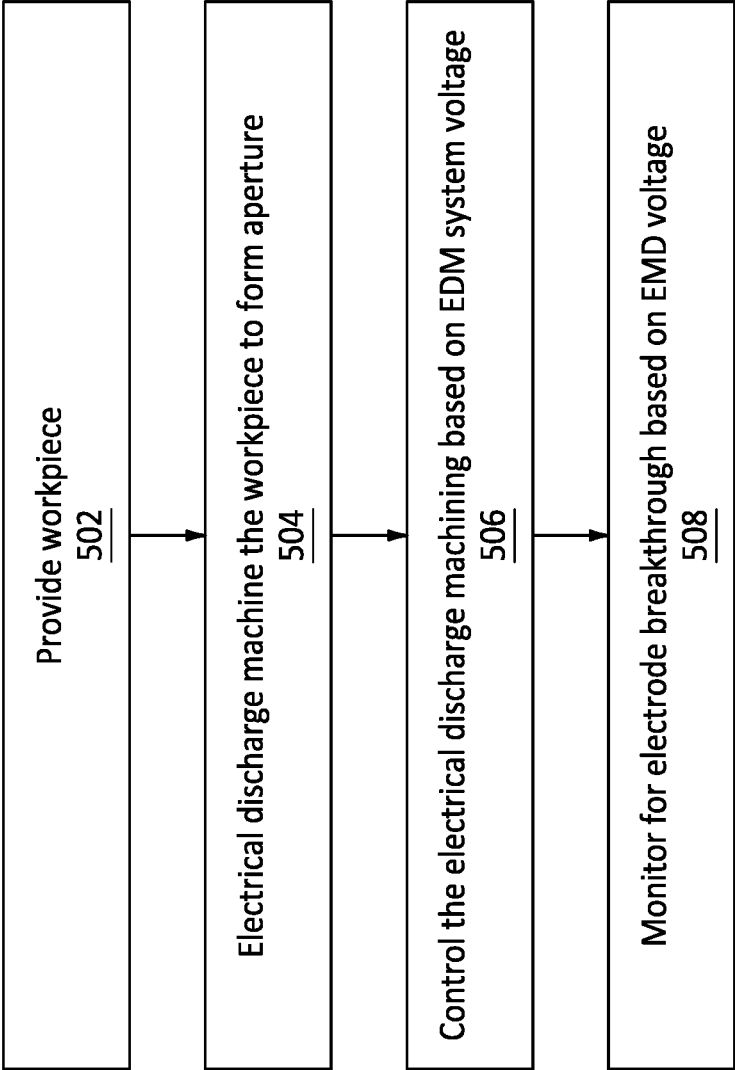 Provide workpiece
502
Electrical discharge machine the workpiece to form aperture
504
Control the electrical discharge machining based on EDM system voltage
506
Monitor for electrode breakthrough based on EMD voltage
508